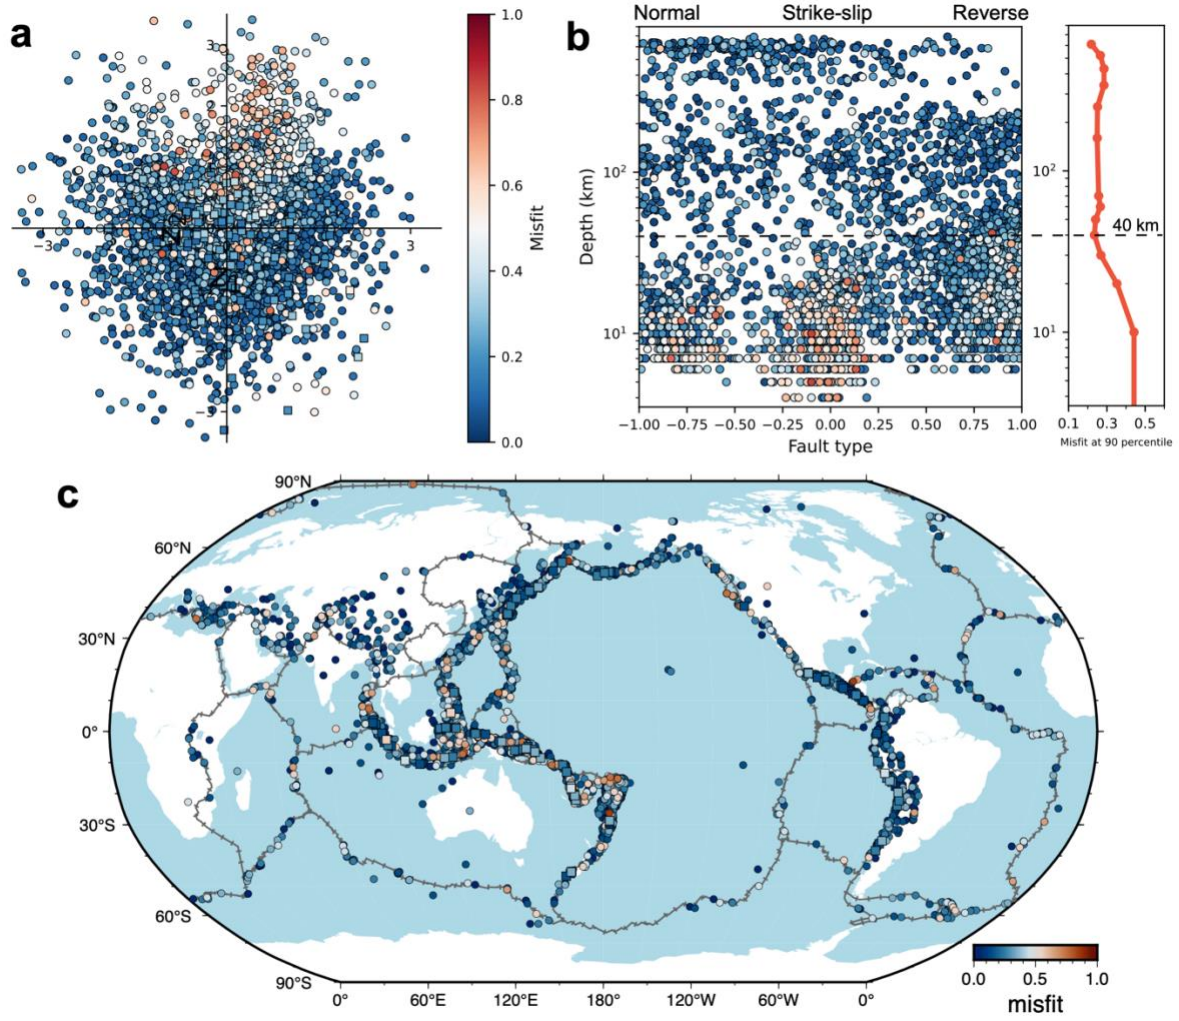 a
3
2
−3
3
−3
1.0
0.8
0.6
0.4
0.2
0.0
Misfit
b
Normal Strike-slip Reverse
Depth (km)
10²
10¹
−1.00 −0.75 −0.50 −0.25 0.00 0.25 0.50 0.75 1.00
Fault type
10²
40 km
10¹
0.1 0.3 0.5
Misfit at 90 percentile
c
90°N
60°N
30°N
0°
30°S
60°S
90°S
0° 60°E 120°E 180° 120°W 60°W 0°
0.0 0.5 1.0
misfit